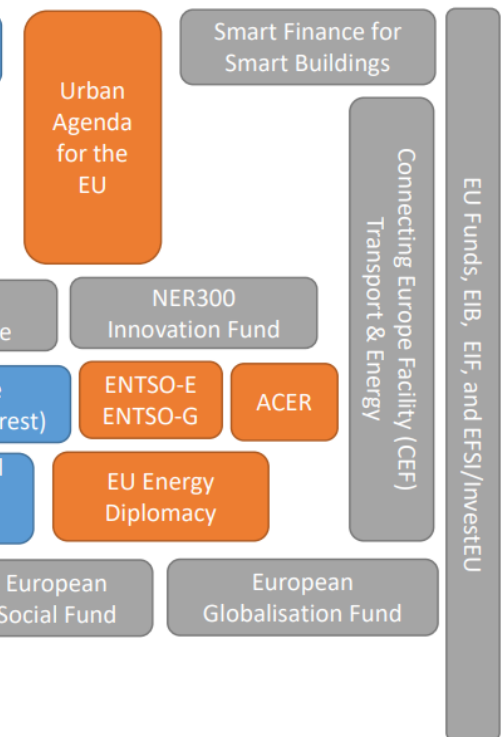 Smart Finance for
Smart Buildings
Urban
Agenda
for the
EU
Connecting Europe Facility (CEF)
Transport & Energy
EU Funds, EIB, EIF, and EFSI/InvestEU
NER300
Innovation Fund
ENTSO-E
ENTSO-G
ACER
EU Energy
Diplomacy
European
Social Fund
European
Globalisation Fund